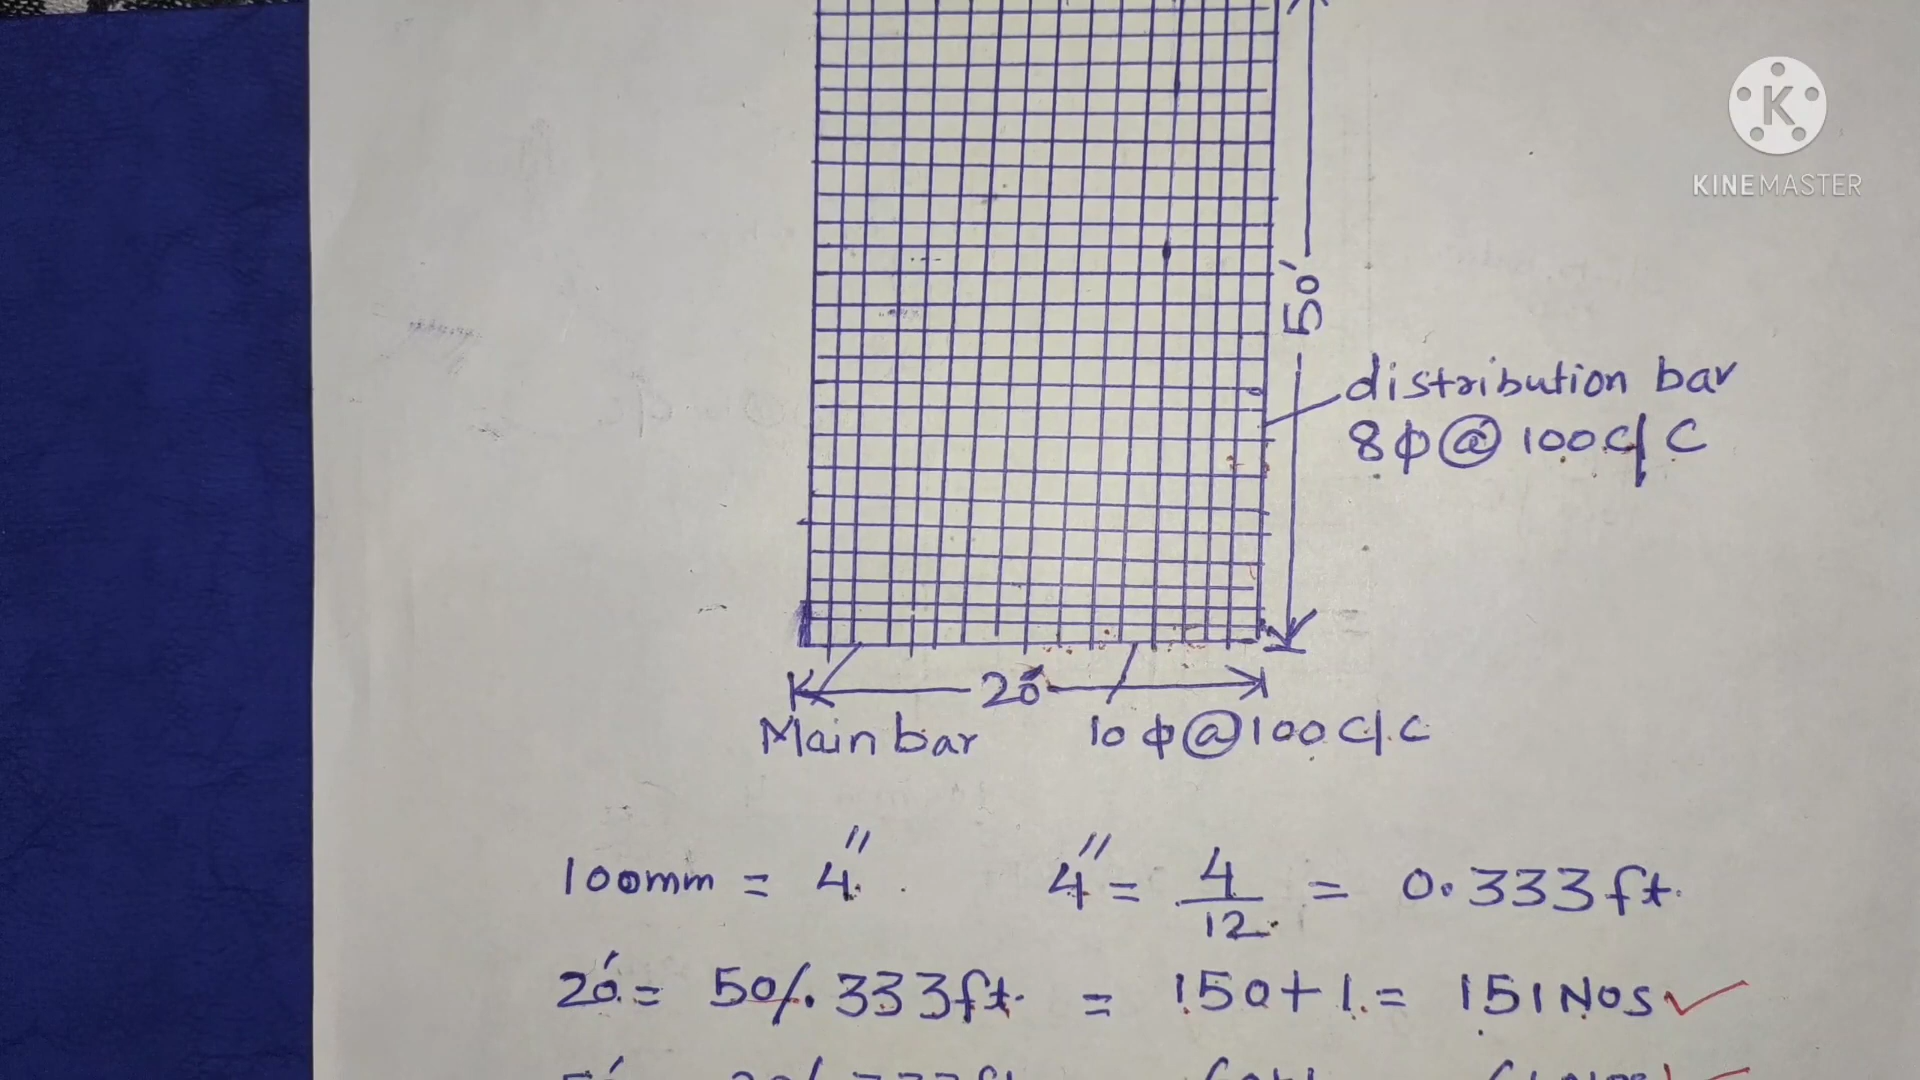 K
KINEMASTER
50'
distribution bar
8ϕ@100C/C
20'
Main bar 10ϕ@100C/C
100mm = 4" 4" = 4/12 = 0.333ft.
20' = 50/.333ft. = 150+1 = 151Nos ✓